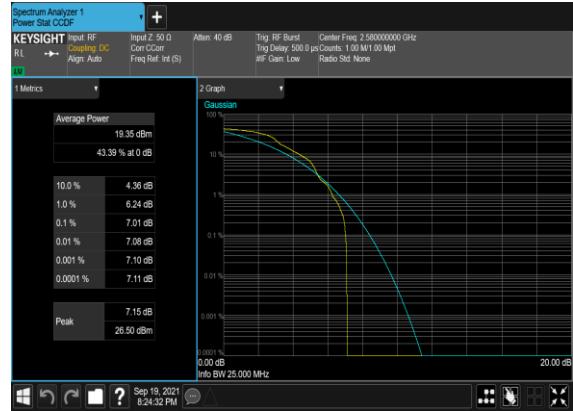 Spectrum Analyzer 1
Power Stat CCDF
KEYSIGHT
RL
LM
Input: RF
Coupling: DC
Align: Auto
Input Z: 50 Ω
Corr CCorr
Freq Ref: Int (S)
Atten: 40 dB
Trig: RF Burst
Trig Delay: 500.0 µs
#IF Gain: Low
Center Freq: 2.580000000 GHz
Counts: 1.00 M/1.00 Mpt
Radio Std: None
1 Metrics
Average Power
19.35 dBm
43.39 % at 0 dB
10.0 % 4.36 dB
1.0 % 6.24 dB
0.1 % 7.01 dB
0.01 % 7.08 dB
0.001 % 7.10 dB
0.0001 % 7.11 dB
Peak
7.15 dB
26.50 dBm
2 Graph
Gaussian
100 %
10 %
1 %
0.1 %
0.01 %
0.001 %
0.0001 %
0.00 dB
20.00 dB
Info BW 25.000 MHz
?
Sep 19, 2021
8:24:32 PM